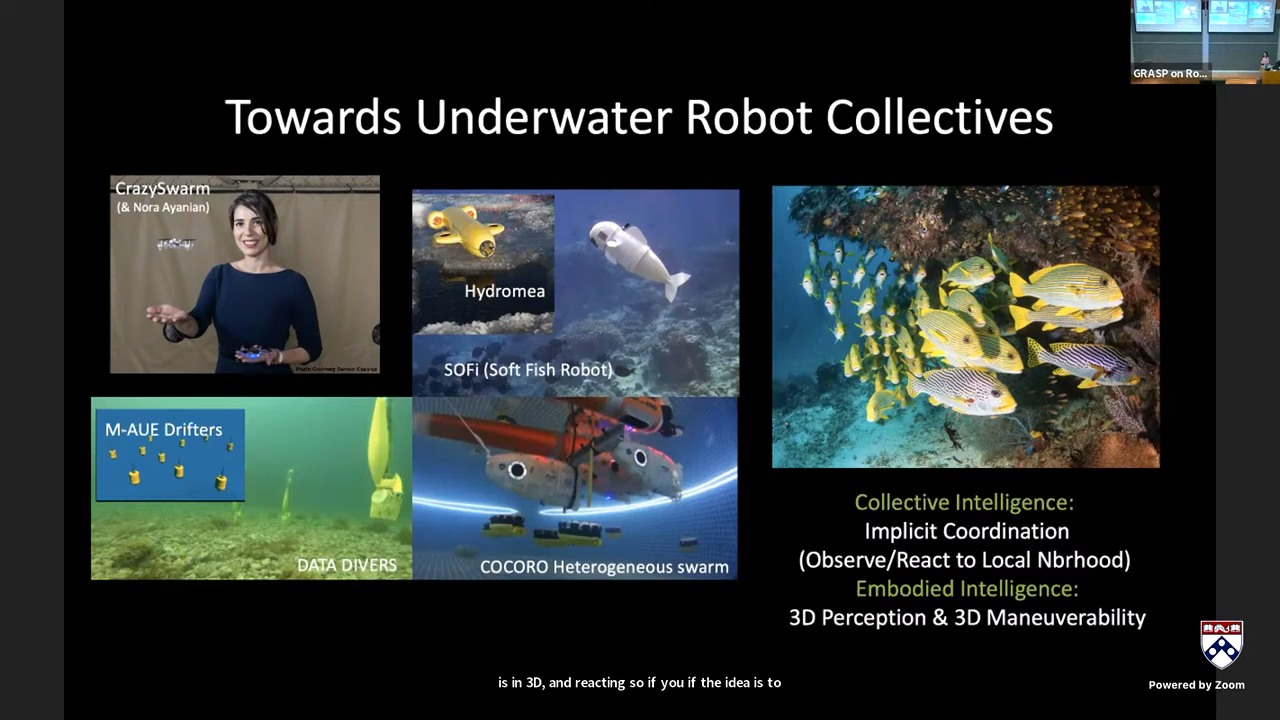 GRASP on Ro...
Towards Underwater Robot Collectives
CrazySwarm
(& Nora Ayanian)
Hydromea
SOFi (Soft Fish Robot)
M-AUE Drifters
DATA DIVERS
COCORO Heterogeneous swarm
Collective Intelligence:
Implicit Coordination
(Observe/React to Local Nbrhood)
Embodied Intelligence:
3D Perception & 3D Maneuverability
is in 3D, and reacting so if you if the idea is to
Powered by Zoom